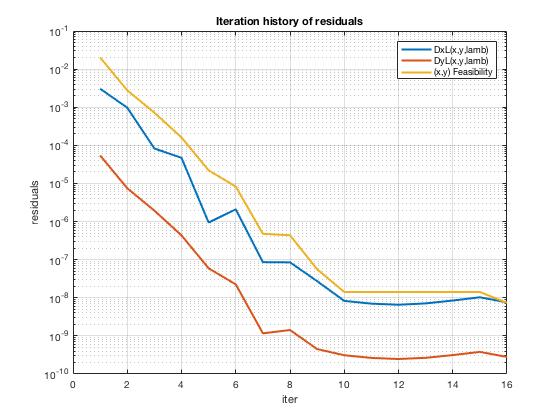 Iteration history of residuals
10^-1
10^-2
10^-3
10^-4
10^-5
10^-6
10^-7
10^-8
10^-9
10^-10
residuals
DxL(x,y,lamb)
DyL(x,y,lamb)
(x,y) Feasibility
0 2 4 6 8 10 12 14 16
iter